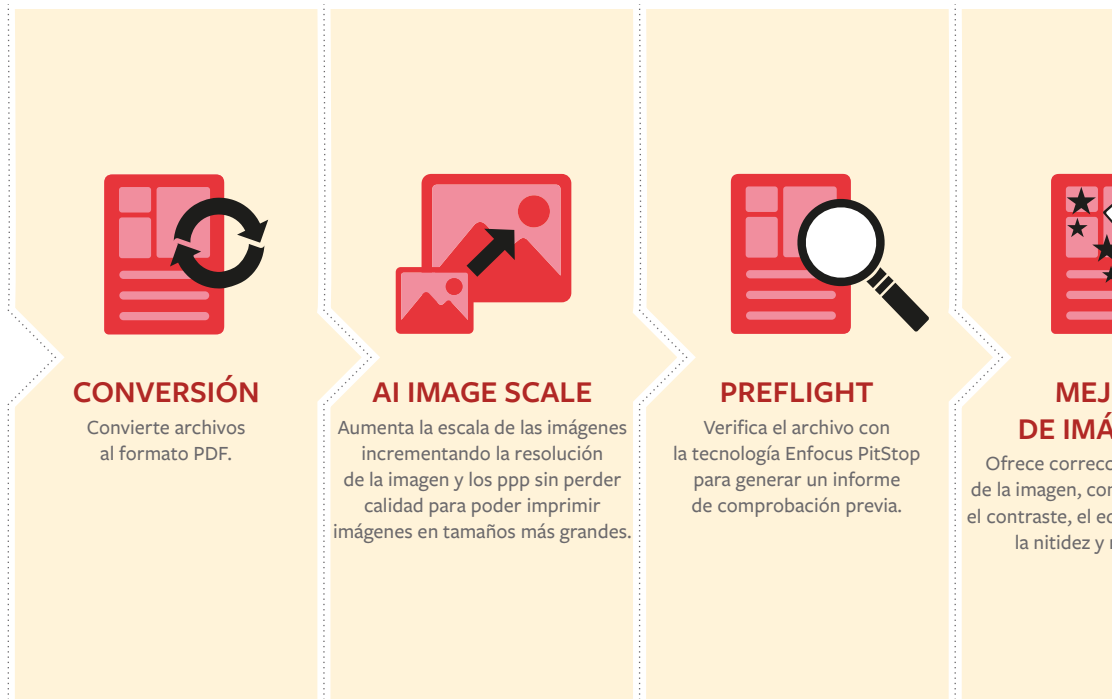 CONVERSIÓN
Convierte archivos
al formato PDF.
AI IMAGE SCALE
Aumenta la escala de las imágenes
incrementando la resolución
de la imagen y los ppp sin perder
calidad para poder imprimir
imágenes en tamaños más grandes.
PREFLIGHT
Verifica el archivo con
la tecnología Enfocus PitStop
para generar un informe
de comprobación previa.
DE
Ofrece
de la imagen,
el contraste, el
la nitidez y